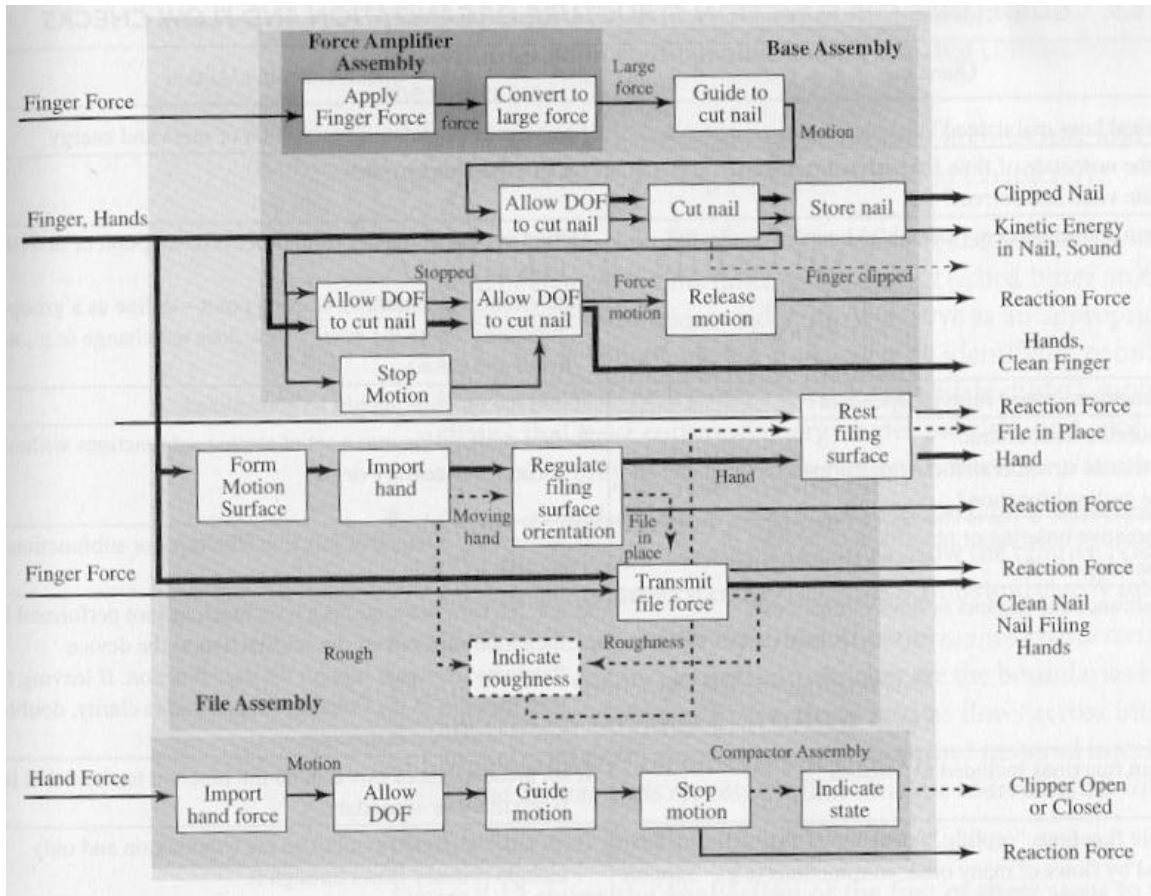 Force Amplifier
Assembly
Base Assembly
Large
force
Finger Force
Apply
Finger Force
force
Convert to
large force
Guide to
cut nail
Motion
Finger, Hands
Allow DOF
to cut nail
Cut nail
Store nail
Clipped Nail
Kinetic Energy
in Nail, Sound
Stopped
Finger clipped
Allow DOF
to cut nail
Allow DOF
to cut nail
Force
motion
Release
motion
Reaction Force
Hands,
Clean Finger
Stop
Motion
Rest
filing
surface
Reaction Force
File in Place
Hand
Form
Motion
Surface
Import
hand
Regulate
filing
surface
orientation
Hand
Moving
hand
Reaction Force
File
in
place
Finger Force
Transmit
file force
Reaction Force
Clean Nail
Nail Filing
Hands
Rough
Indicate
roughness
Roughness
File Assembly
Compactor Assembly
Hand Force
Motion
Import
hand force
Allow
DOF
Guide
motion
Stop
motion
Indicate
state
Clipper Open
or Closed
Reaction Force